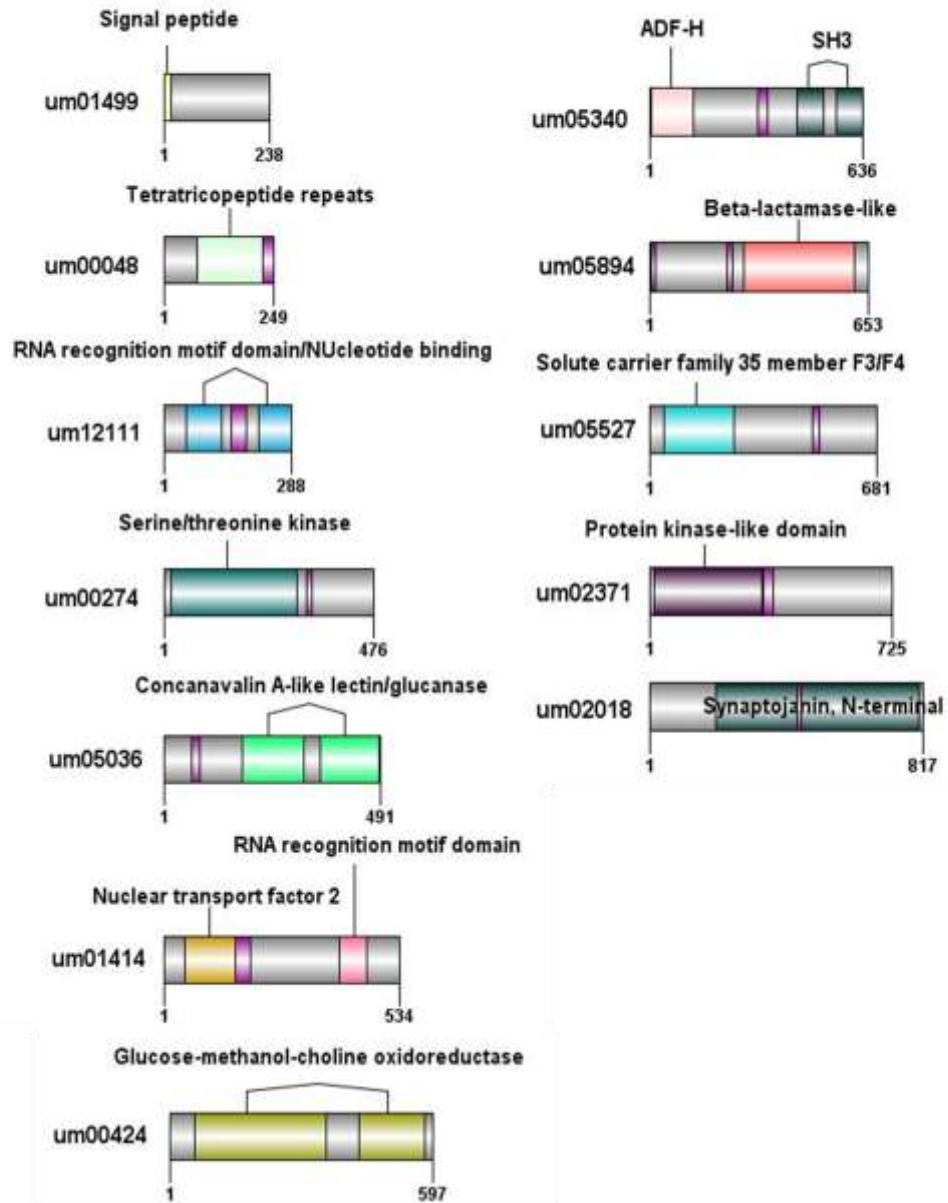 Signal peptide
um01499
1
238
Tetratricopeptide repeats
um00048
1
249
RNA recognition motif domain/NUcleotide binding
um12111
1
288
Serine/threonine kinase
um00274
1
476
Concanavalin A-like lectin/glucanase
um05036
1
491
RNA recognition motif domain
Nuclear transport factor 2
um01414
1
534
Glucose-methanol-choline oxidoreductase
um00424
1
597
ADF-H
SH3
um05340
1
636
Beta-lactamase-like
um05894
1
653
Solute carrier family 35 member F3/F4
um05527
1
681
Protein kinase-like domain
um02371
1
725
um02018
Synaptojanin, N-terminal
1
817